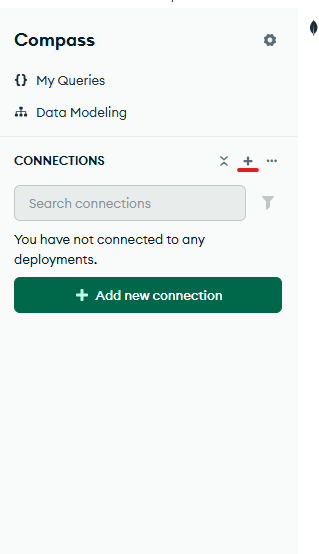 Compass
My Queries
Data Modeling
CONNECTIONS
Search connections
You have not connected to any
deployments.
Add new connection